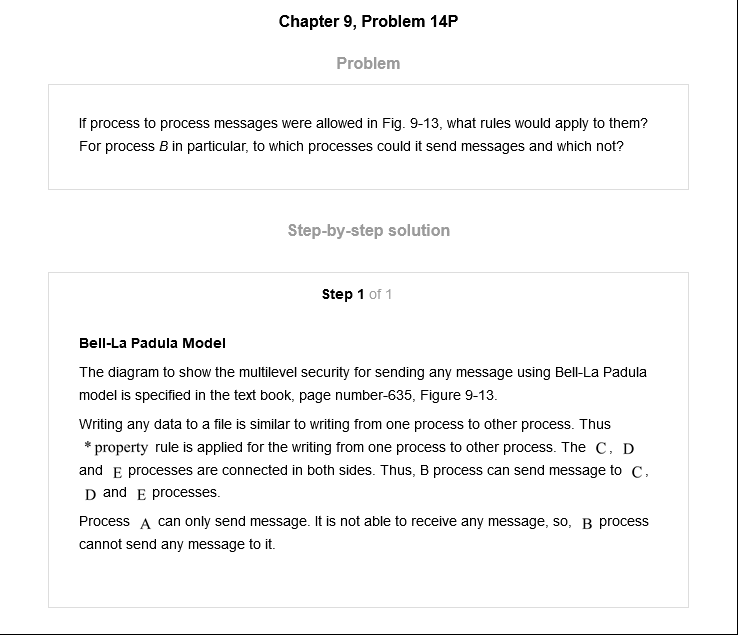 Chapter 9, Problem 14P
Problem
If process to process messages were allowed in Fig. 9-13, what rules would apply to them?
For process B in particular, to which processes could it send messages and which not?
Step-by-step solution
Step 1 of 1
Bell-La Padula Model
The diagram to show the multilevel security for sending any message using Bell-La Padula
model is specified in the text book, page number-635, Figure 9-13.
Writing any data to a file is similar to writing from one process to other process. Thus
* property rule is applied for the writing from one process to other process. The C, D
and E processes are connected in both sides. Thus, B process can send message to C,
D and E processes.
Process A can only send message. It is not able to receive any message, so, B process
cannot send any message to it.